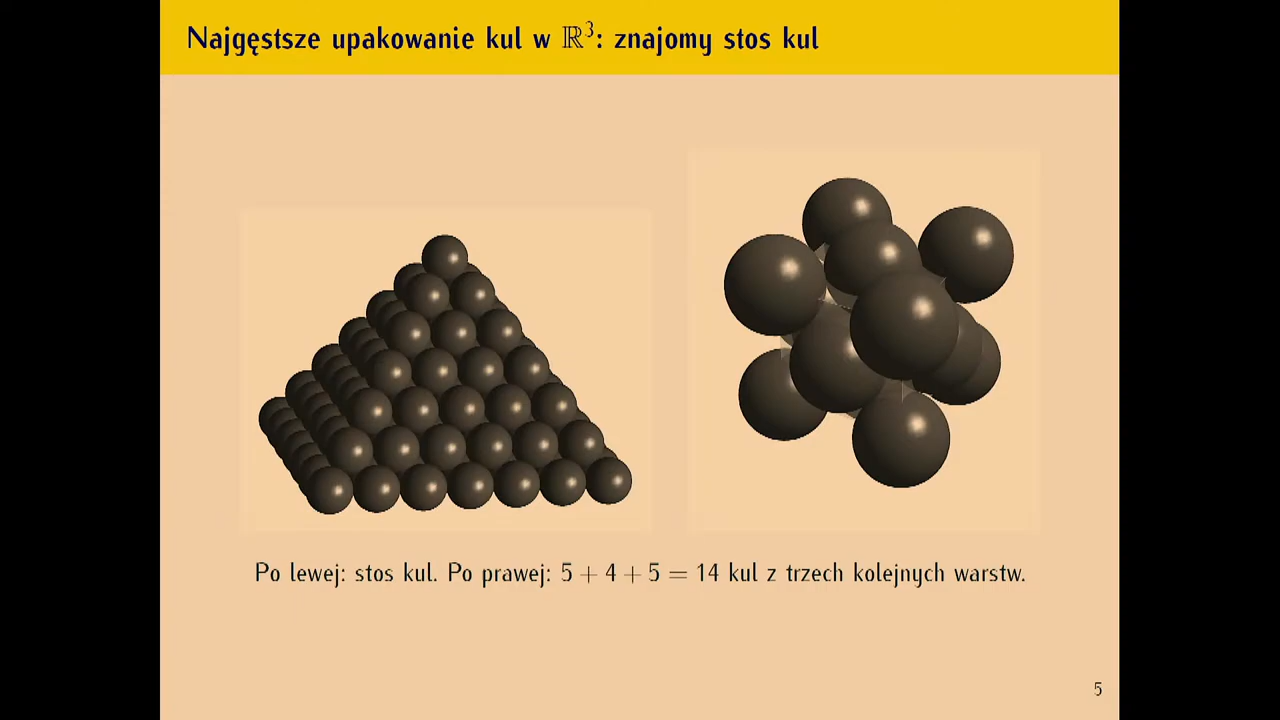 Najgęstsze upakowanie kul w ℝ³: znajomy stos kul
Po lewej: stos kul. Po prawej: 5 + 4 + 5 = 14 kul z trzech kolejnych warstw.
5